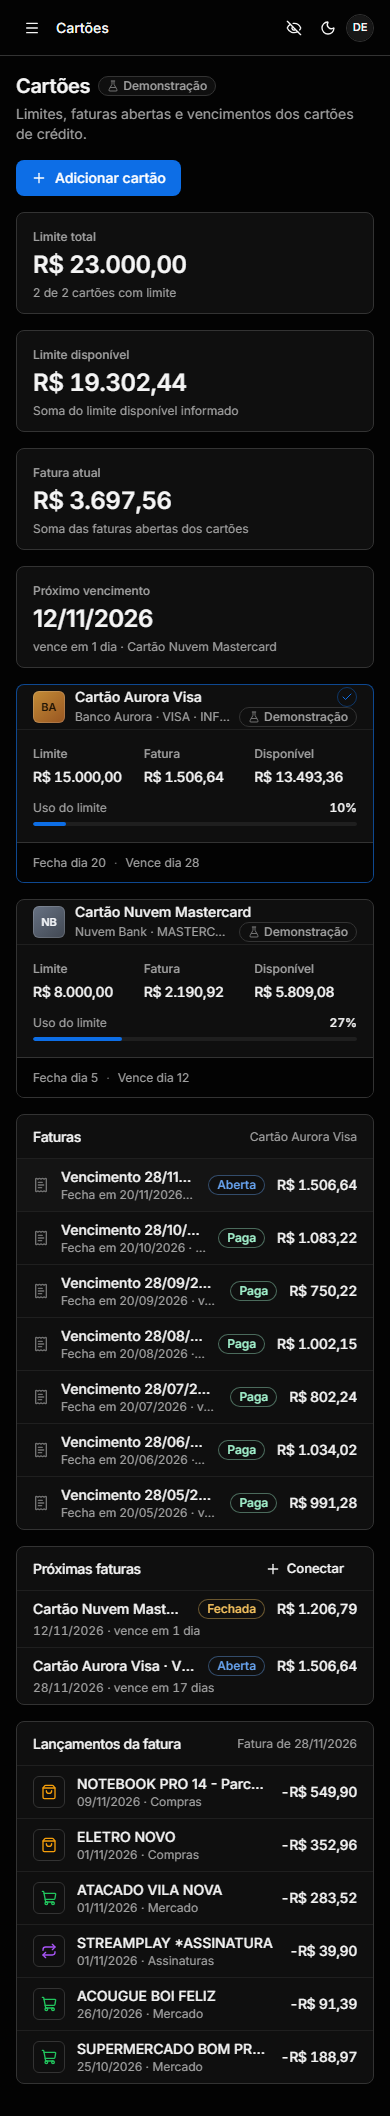 Cartões
DE
Cartões
Demonstração
Limites, faturas abertas e vencimentos dos cartões
de crédito.
Adicionar cartão
Limite total
R$ 23.000,00
2 de 2 cartões com limite
Limite disponível
R$ 19.302,44
Soma do limite disponível informado
Fatura atual
R$ 3.697,56
Soma das faturas abertas dos cartões
Próximo vencimento
12/11/2026
vence em 1 dia · Cartão Nuvem Mastercard
BA
Cartão Aurora Visa
Banco Aurora · VISA · INF...
Demonstração
Limite Fatura Disponível
R$ 15.000,00 R$ 1.506,64 R$ 13.493,36
Uso do limite 10%
Fecha dia 20 · Vence dia 28
NB
Cartão Nuvem Mastercard
Nuvem Bank · MASTERC...
Demonstração
Limite Fatura Disponível
R$ 8.000,00 R$ 2.190,92 R$ 5.809,08
Uso do limite 27%
Fecha dia 5 · Vence dia 12
Faturas Cartão Aurora Visa
Vencimento 28/11... Aberta R$ 1.506,64
Fecha em 20/11/2026...
Vencimento 28/10/... Paga R$ 1.083,22
Fecha em 20/10/2026 · ...
Vencimento 28/09/2... Paga R$ 750,22
Fecha em 20/09/2026 · v...
Vencimento 28/08/... Paga R$ 1.002,15
Fecha em 20/08/2026 ·...
Vencimento 28/07/2... Paga R$ 802,24
Fecha em 20/07/2026 · v...
Vencimento 28/06/... Paga R$ 1.034,02
Fecha em 20/06/2026 ·...
Vencimento 28/05/2... Paga R$ 991,28
Fecha em 20/05/2026 · v...
Próximas faturas Conectar
Cartão Nuvem Mast... Fechada R$ 1.206,79
12/11/2026 · vence em 1 dia
Cartão Aurora Visa · V... Aberta R$ 1.506,64
28/11/2026 · vence em 17 dias
Lançamentos da fatura Fatura de 28/11/2026
NOTEBOOK PRO 14 - Parc... -R$ 549,90
09/11/2026 · Compras
ELETRO NOVO -R$ 352,96
01/11/2026 · Compras
ATACADO VILA NOVA -R$ 283,52
01/11/2026 · Mercado
STREAMPLAY *ASSINATURA -R$ 39,90
01/11/2026 · Assinaturas
ACOUGUE BOI FELIZ -R$ 91,39
26/10/2026 · Mercado
SUPERMERCADO BOM PR... -R$ 188,97
25/10/2026 · Mercado